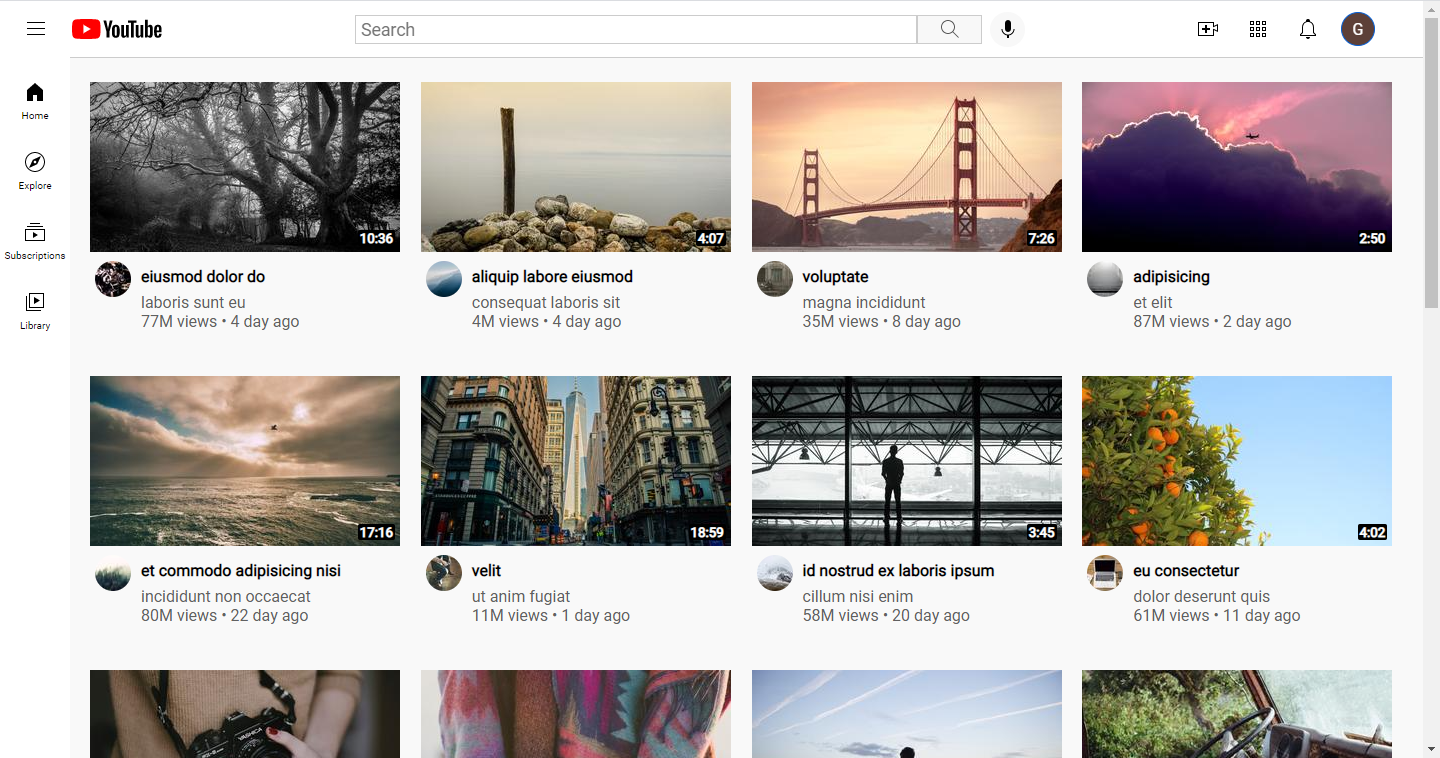 YouTube
Search
G
Home
Explore
Subscriptions
Library
10:36
4:07
7:26
2:50
eiusmod dolor do
laboris sunt eu
77M views • 4 day ago
aliquip labore eiusmod
consequat laboris sit
4M views • 4 day ago
voluptate
magna incididunt
35M views • 8 day ago
adipisicing
et elit
87M views • 2 day ago
17:16
18:59
3:45
4:02
et commodo adipisicing nisi
incididunt non occaecat
80M views • 22 day ago
velit
ut anim fugiat
11M views • 1 day ago
id nostrud ex laboris ipsum
cillum nisi enim
58M views • 20 day ago
eu consectetur
dolor deserunt quis
61M views • 11 day ago
YASHICA